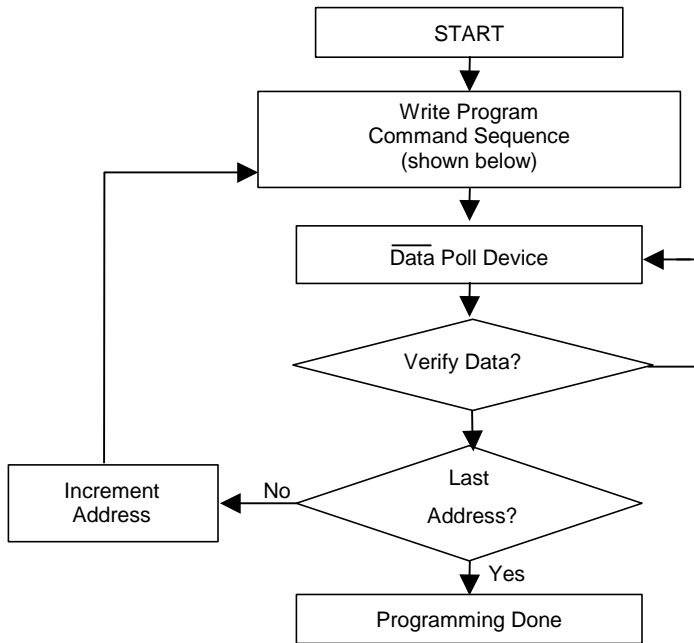 START
Write Program
Command Sequence
(shown below)
Data Poll Device
Verify Data?
Last
Address?
No
Increment
Address
Yes
Programming Done